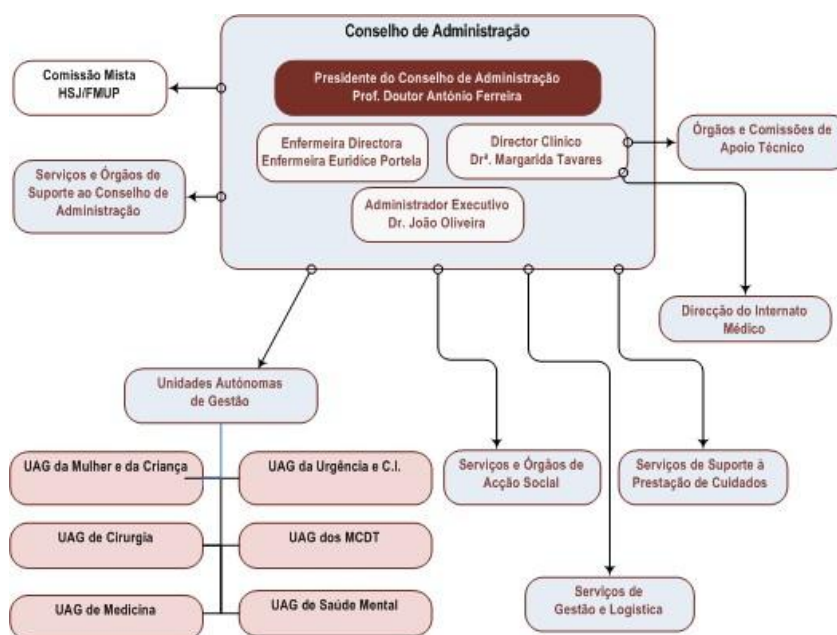 Conselho de Administração
Presidente do Conselho de Administração
Prof. Doutor António Ferreira
Comissão Mista
HSJ/FMUP
Enfermeira Directora
Enfermeira Euridíce Portela
Director Clínico
Drª. Margarida Tavares
Órgãos e Comissões de
Apoio Técnico
Serviços e Órgãos de
Suporte ao Conselho de
Administração
Administrador Executivo
Dr. João Oliveira
Direcção do Internato
Médico
Unidades Autónomas
de Gestão
UAG da Mulher e da Criança
UAG da Urgência e C.I.
Serviços e Órgãos de
Acção Social
Serviços de Suporte à
Prestação de Cuidados
UAG de Cirurgia
UAG dos MCDT
UAG de Medicina
UAG de Saúde Mental
Serviços de
Gestão e Logística